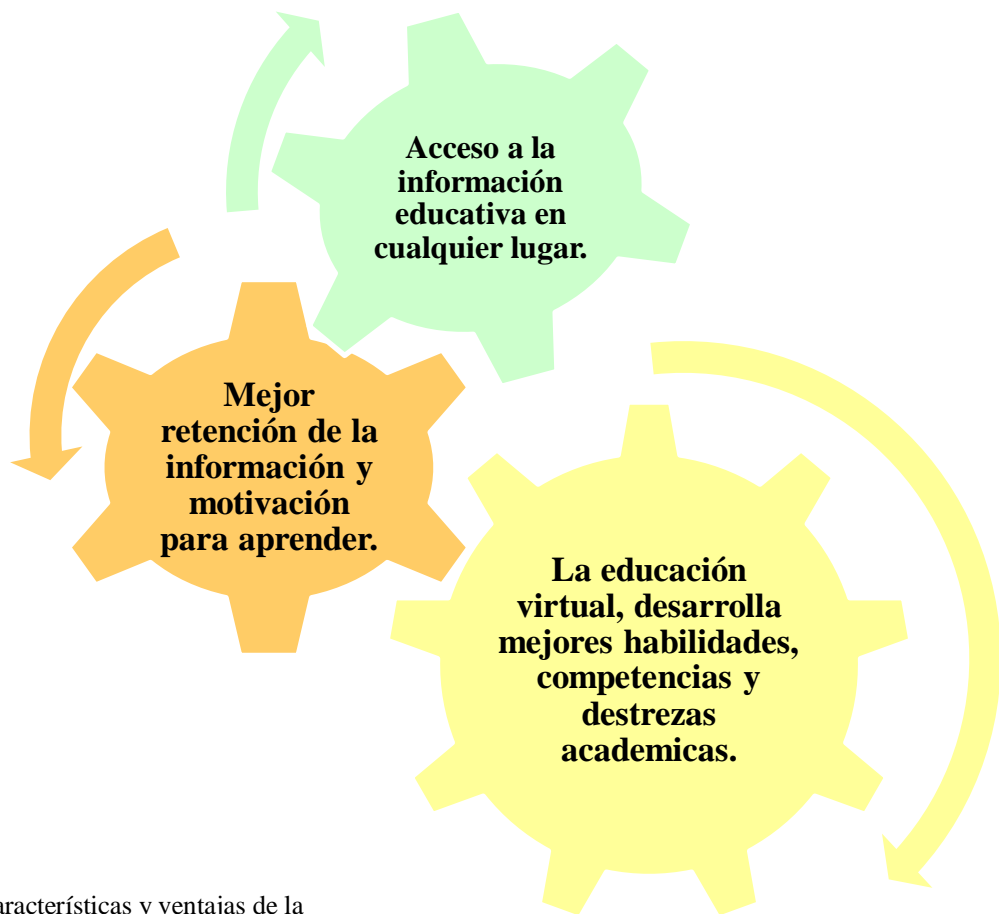 Acceso a la
información
educativa en
cualquier lugar.
Mejor
retención de la
información y
motivación
para aprender.
La educación
virtual, desarrolla
mejores habilidades,
competencias y
destrezas
academicas.
aracterísticas y ventajas de la